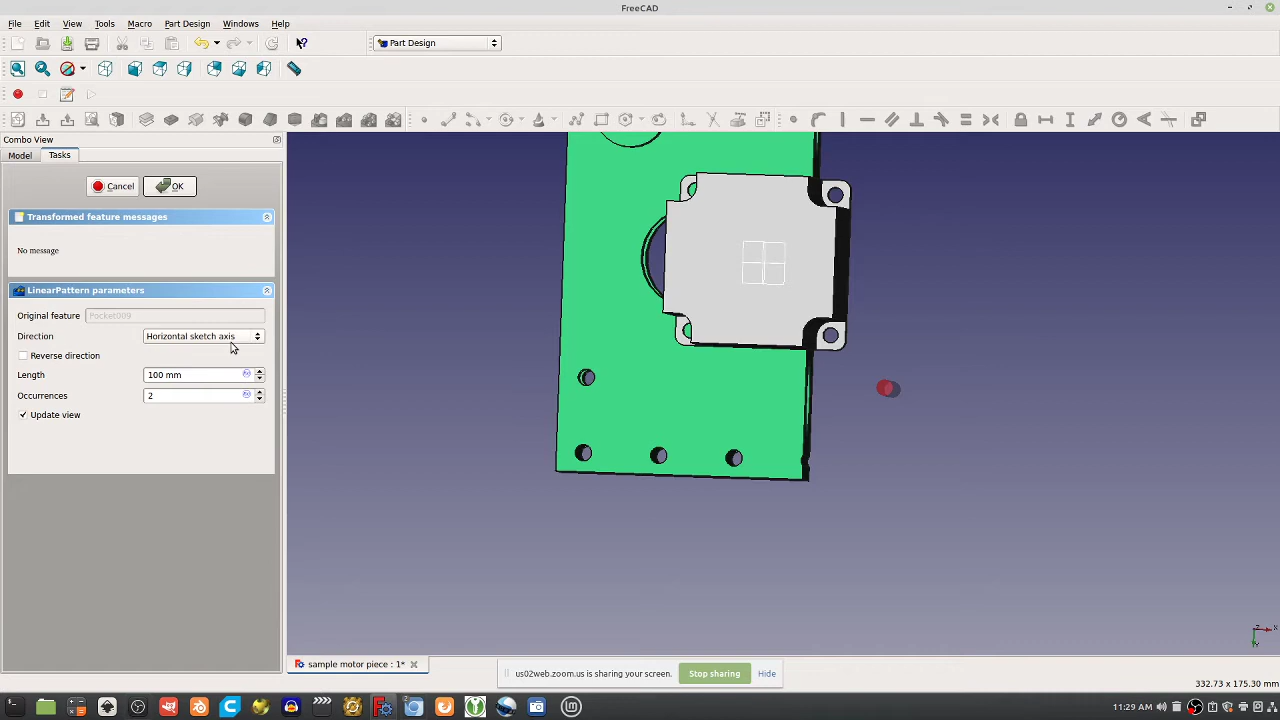 FreeCAD
File Edit View Tools Macro Part Design Windows Help
Part Design
Combo View
Model Tasks
Cancel OK
Transformed feature messages
No message
LinearPattern parameters
Original feature Pocket009
Direction Horizontal sketch axis
Reverse direction
Length 100 mm
Occurrences 2
Update view
sample motor piece : 1*
us02web.zoom.us is sharing your screen. Stop sharing Hide
332.73 x 175.30 mm
11:29 AM